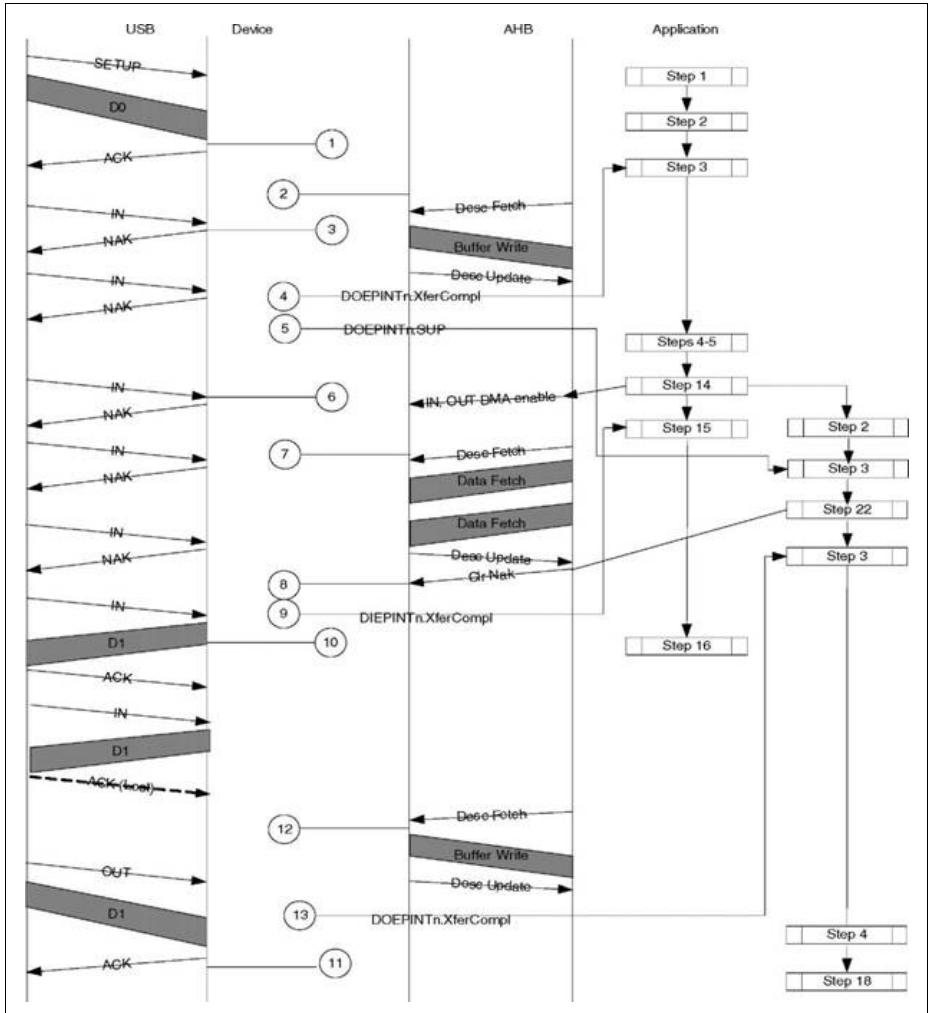 USB Device AHB Application
SETUP
Step 1
D0
Step 2
1
ACK
Step 3
2
Desc Fetch
IN
3
NAK
Buffer Write
IN
Desc Update
4
DOEPINTn.XferCompl
NAK
5
DOEPINTn.SUP
Steps 4-5
IN
Step 14
6
IN, OUT DMA enable
NAK
Step 15
Step 2
IN
7
Desc Fetch
Step 3
NAK
Data Fetch
Step 22
IN
Data Fetch
NAK
Desc Update
Step 3
Clr Nak
8
IN
9
DIEPINTn.XferCompl
D1
10
Step 16
ACK
IN
D1
ACK (Lost)
Desc Fetch
12
Buffer Write
OUT
Desc Update
D1
13
DOEPINTn.XferCompl
Step 4
ACK
11
Step 18